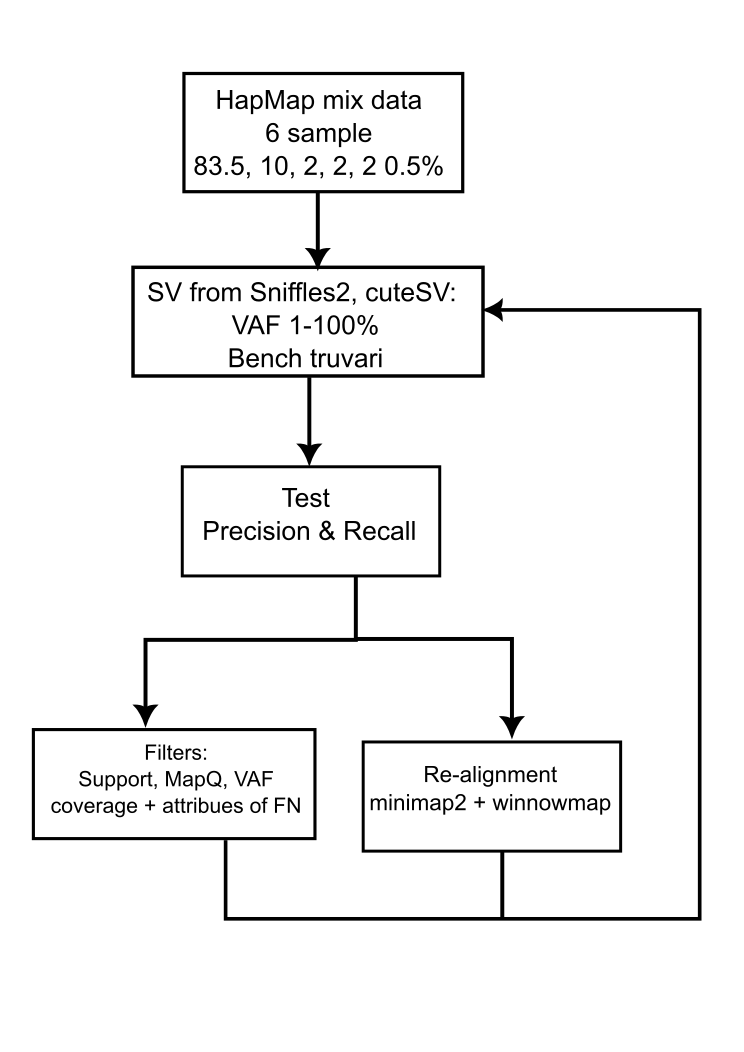 HapMap mix data
6 sample
83.5, 10, 2, 2, 2 0.5%
SV from Sniffles2, cuteSV:
VAF 1-100%
Bench truvari
Test
Precision & Recall
Filters:
Support, MapQ, VAF
coverage + attribues of FN
Re-alignment
minimap2 + winnowmap